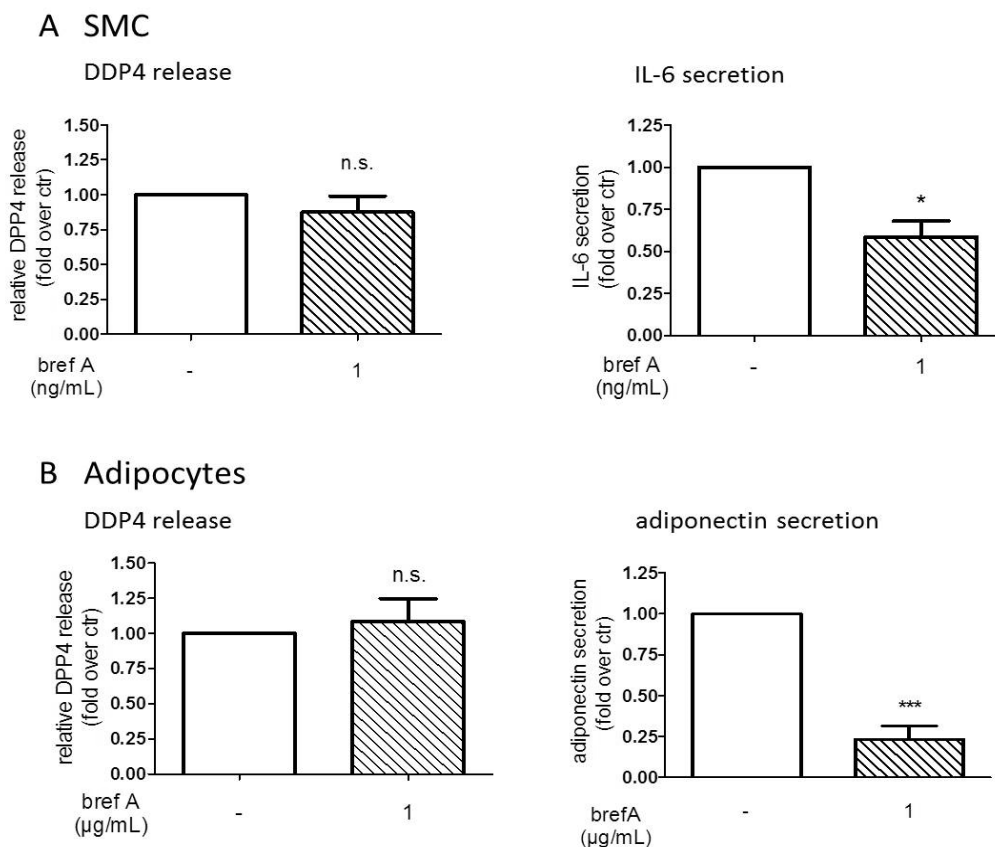 A SMC
DDP4 release
relative DPP4 release
(fold over ctr)
1.50
1.25
1.00
0.75
0.50
0.25
0.00
n.s.
bref A
(ng/mL)
-
1
IL-6 secretion
IL-6 secretion
(fold over ctr)
1.25
1.00
0.75
0.50
0.25
0.00
*
bref A
(ng/mL)
-
1
B Adipocytes
DDP4 release
relative DPP4 release
(fold over ctr)
1.50
1.25
1.00
0.75
0.50
0.25
0.00
n.s.
bref A
(µg/mL)
-
1
adiponectin secretion
adiponectin secretion
(fold over ctr)
1.25
1.00
0.75
0.50
0.25
0.00
***
brefA
(µg/mL)
-
1